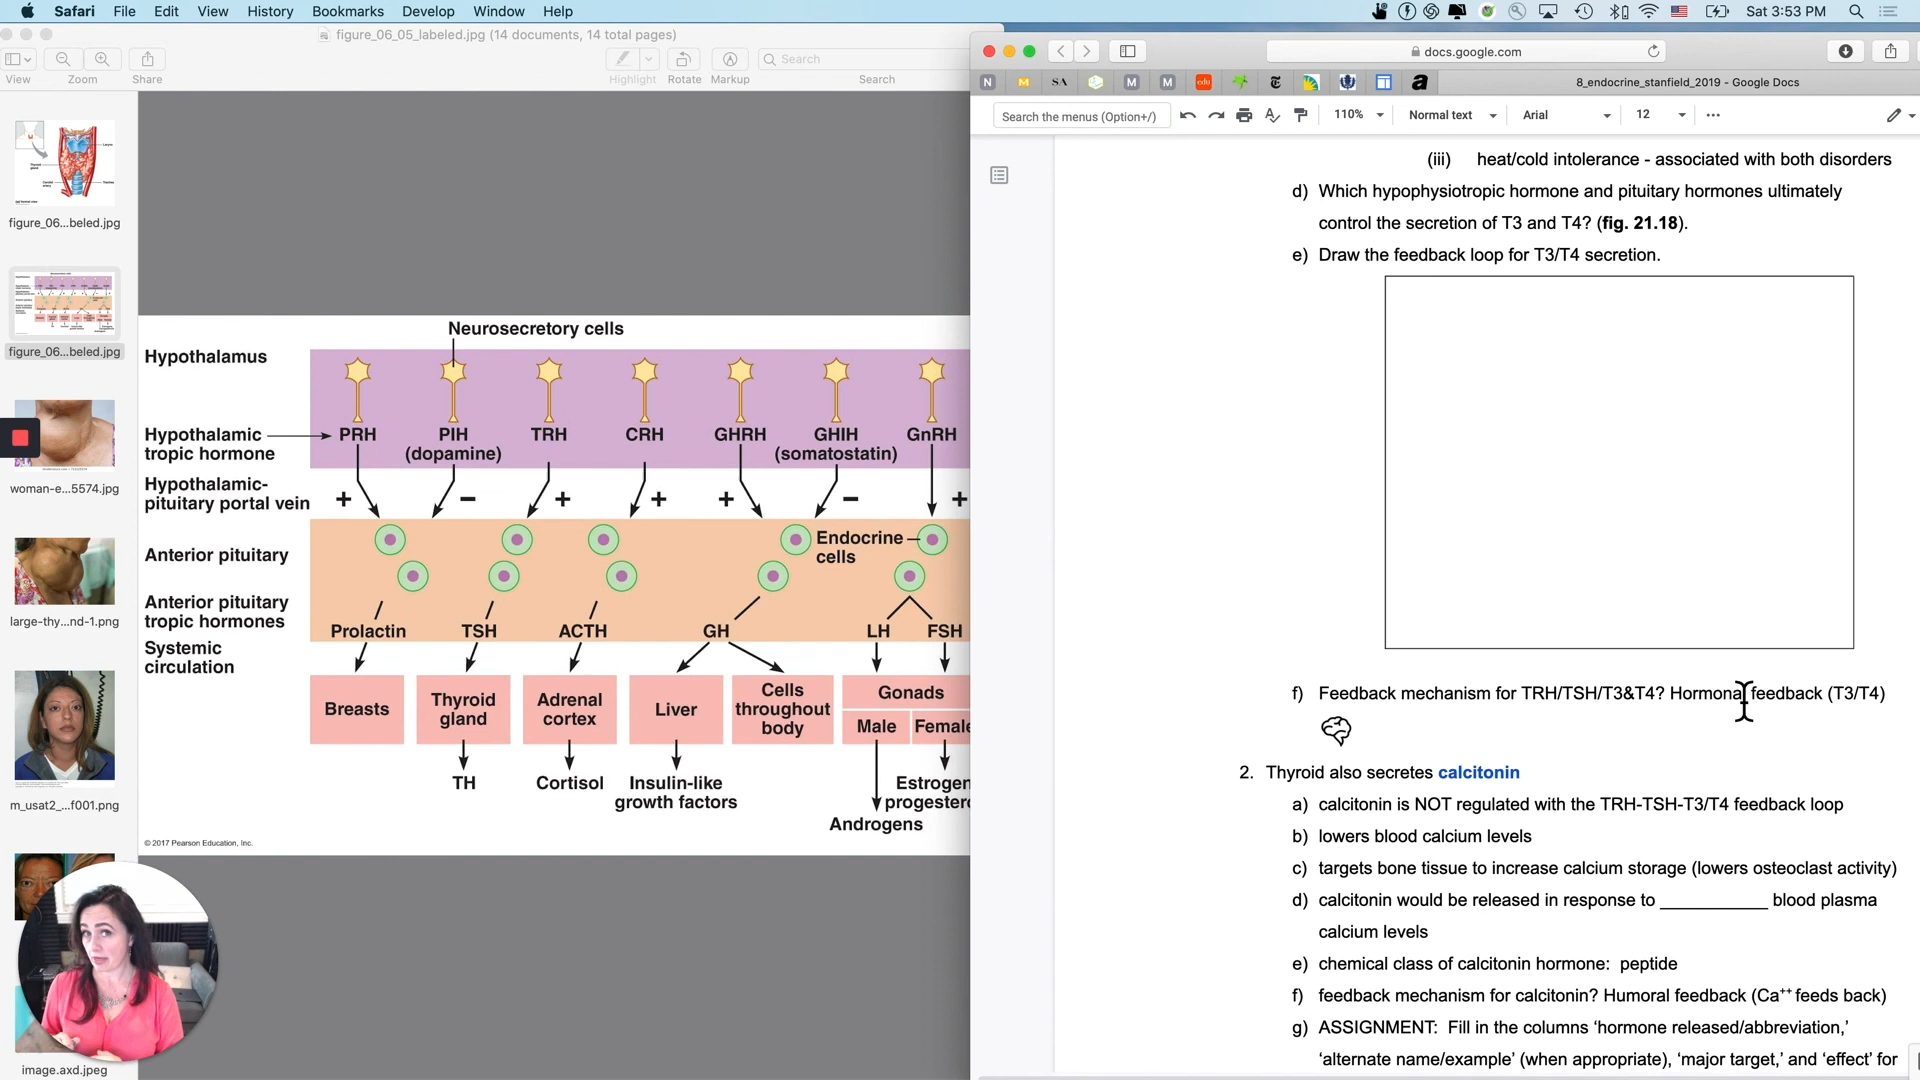 Safari File Edit View History Bookmarks Develop Window Help
Sat 3:53 PM
figure_06_05_labeled.jpg (14 documents, 14 total pages)
View Zoom Share
Highlight Rotate Markup Search
Search
figure_06...beled.jpg
figure_06...beled.jpg
woman-e...5574.jpg
large-thy...nd-1.png
m_usat2_...f001.png
image.axd.jpeg
Neurosecretory cells
Hypothalamus
Hypothalamic
tropic hormone
PRH PIH TRH CRH GHRH GHIH GnRH
(dopamine) (somatostatin)
Hypothalamic-
pituitary portal vein
+ − + + + − +
Anterior pituitary
Endocrine
cells
Anterior pituitary
tropic hormones
Prolactin TSH ACTH GH LH FSH
Systemic
circulation
Breasts
Thyroid
gland
Adrenal
cortex
Liver
Cells
throughout
body
Gonads
Male Female
TH
Cortisol
Insulin-like
growth factors
Androgens
© 2017 Pearson Education, Inc.
docs.google.com
N M SA M M edu T a
8_endocrine_stanfield_2019 - Google Docs
Search the menus (Option+/)
110% Normal text Arial 12
(iii) heat/cold intolerance - associated with both disorders
d) Which hypophysiotropic hormone and pituitary hormones ultimately
control the secretion of T3 and T4? (fig. 21.18).
e) Draw the feedback loop for T3/T4 secretion.
f) Feedback mechanism for TRH/TSH/T3&T4? Hormonal feedback (T3/T4)
2. Thyroid also secretes calcitonin
a) calcitonin is NOT regulated with the TRH-TSH-T3/T4 feedback loop
b) lowers blood calcium levels
c) targets bone tissue to increase calcium storage (lowers osteoclast activity)
d) calcitonin would be released in response to ___________ blood plasma
calcium levels
e) chemical class of calcitonin hormone: peptide
f) feedback mechanism for calcitonin? Humoral feedback (Ca⁺⁺ feeds back)
g) ASSIGNMENT: Fill in the columns ‘hormone released/abbreviation,’
‘alternate name/example’ (when appropriate), ‘major target,’ and ‘effect’ for